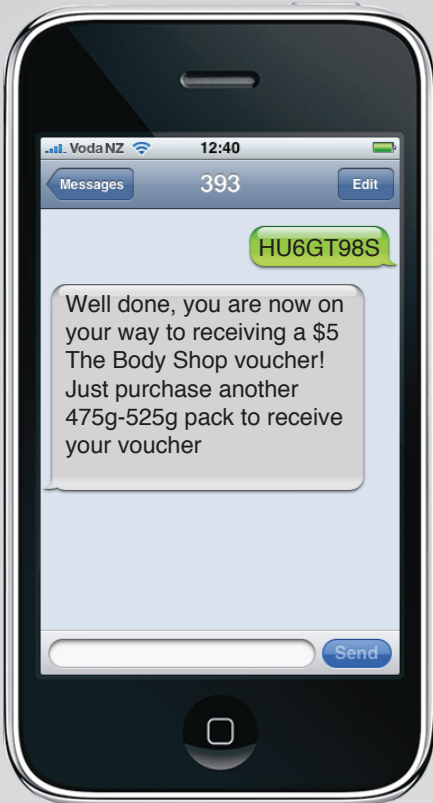 Voda NZ 12:40
Messages 393 Edit
HU6GT98S
Well done, you are now on
your way to receiving a $5
The Body Shop voucher!
Just purchase another
475g-525g pack to receive
your voucher
Send